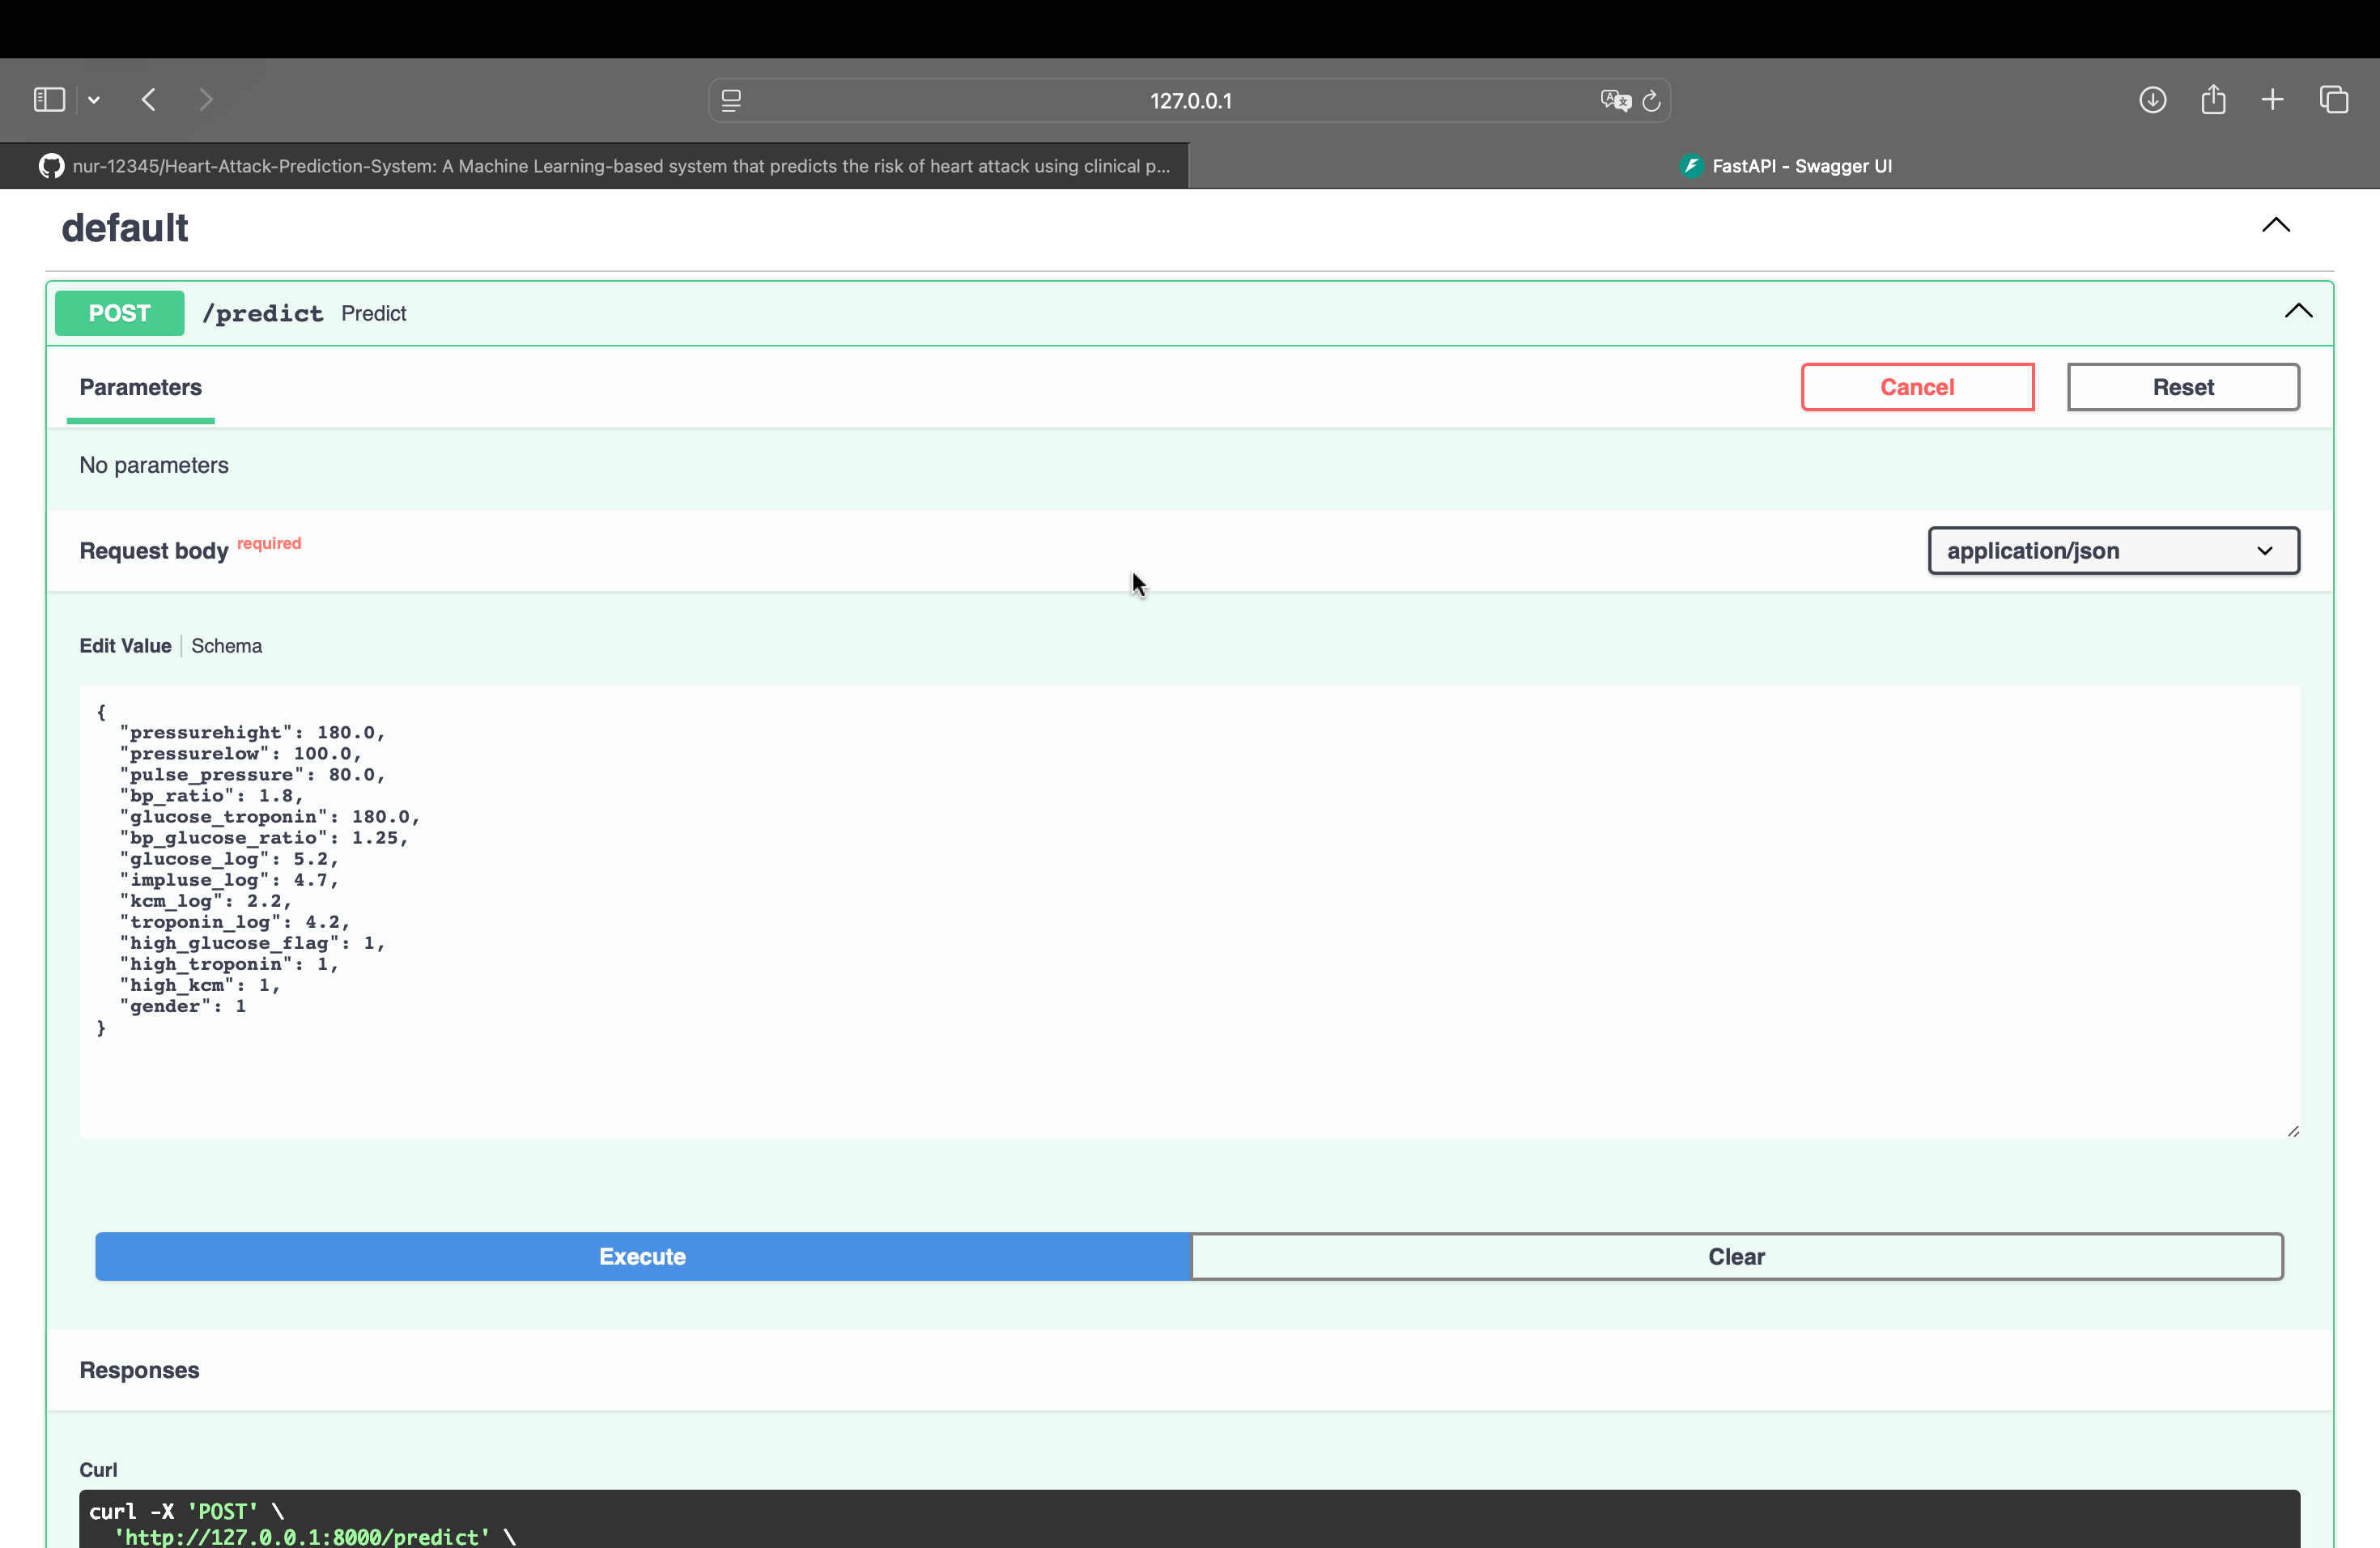 127.0.0.1
nur-12345/Heart-Attack-Prediction-System: A Machine Learning-based system that predicts the risk of heart attack using clinical p...
FastAPI - Swagger UI
default
POST /predict Predict
Parameters
Cancel
Reset
No parameters
Request body required
application/json
Edit Value | Schema
{
  "pressurehight": 180.0,
  "pressurelow": 100.0,
  "pulse_pressure": 80.0,
  "bp_ratio": 1.8,
  "glucose_troponin": 180.0,
  "bp_glucose_ratio": 1.25,
  "glucose_log": 5.2,
  "impluse_log": 4.7,
  "kcm_log": 2.2,
  "troponin_log": 4.2,
  "high_glucose_flag": 1,
  "high_troponin": 1,
  "high_kcm": 1,
  "gender": 1
}
Execute
Clear
Responses
Curl
curl -X 'POST' \
  'http://127.0.0.1:8000/predict' \